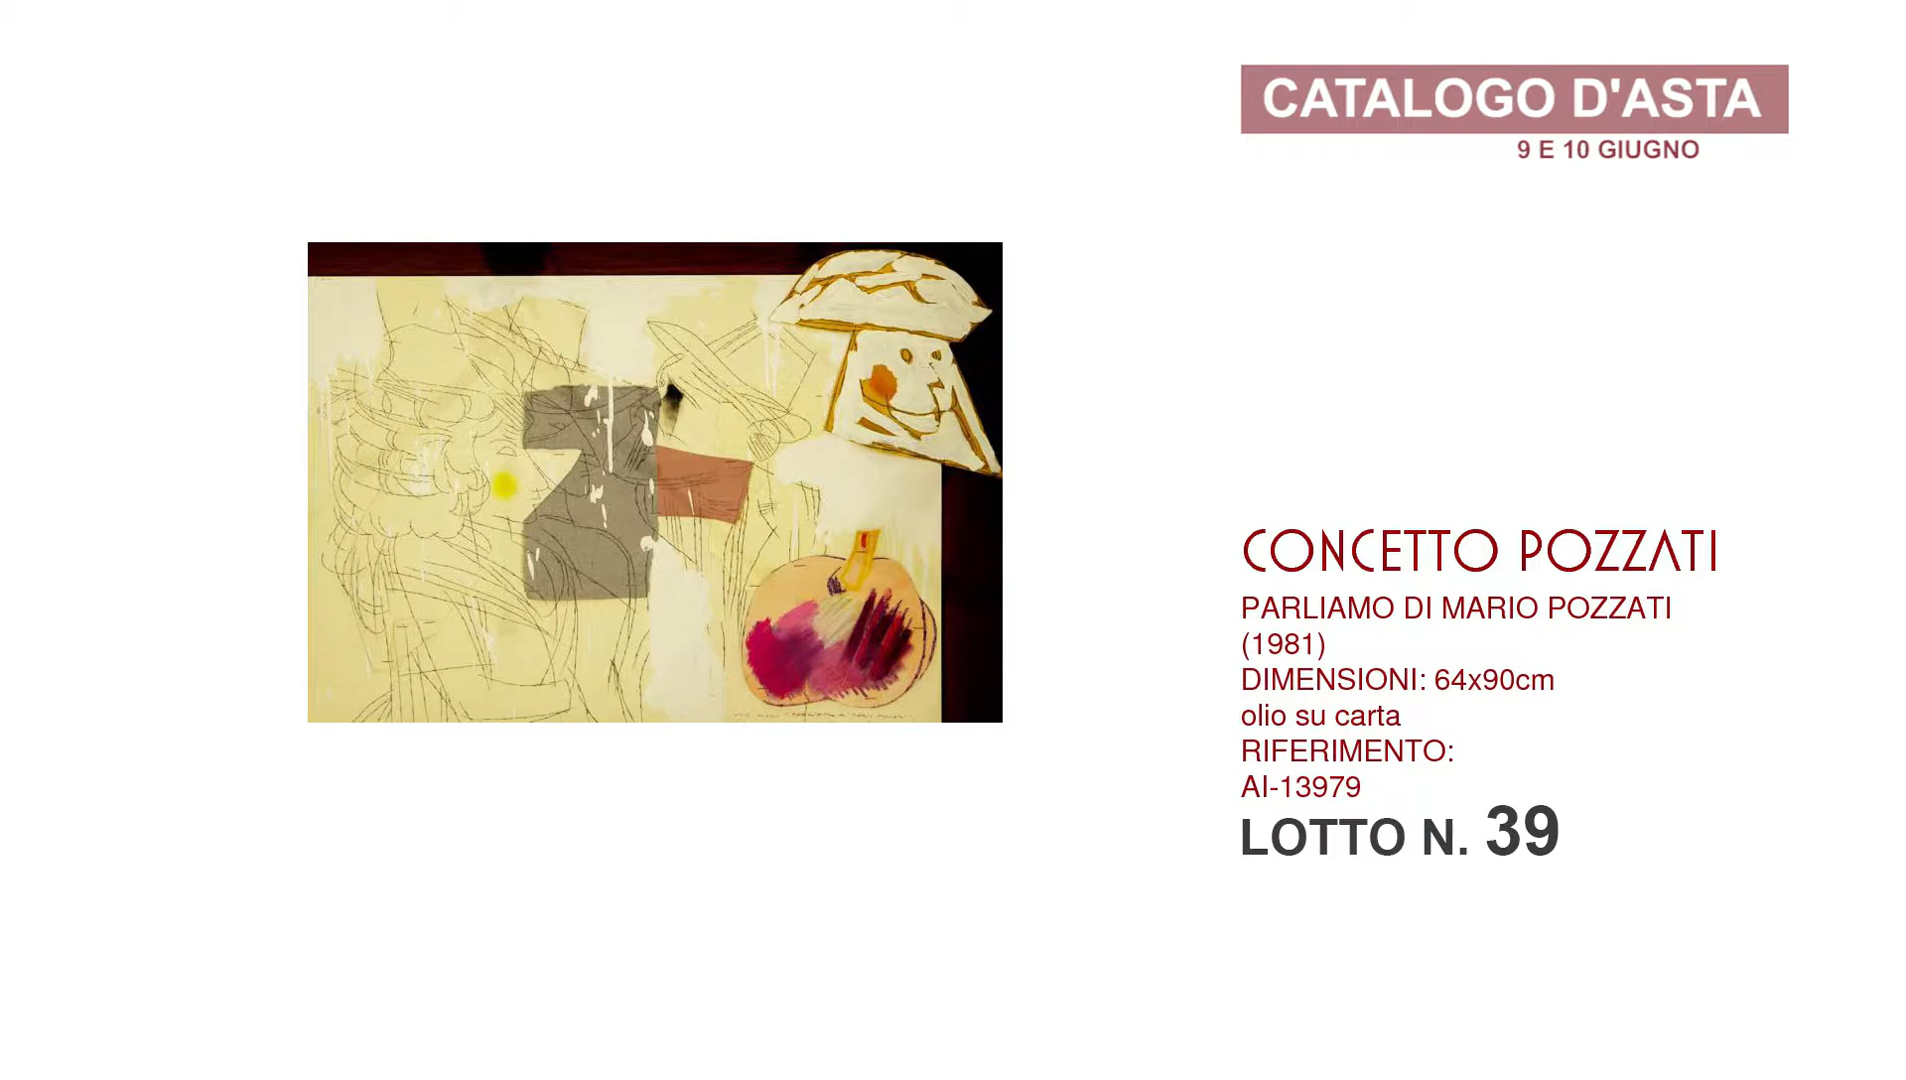 CATALOGO D'ASTA
9 E 10 GIUGNO
CONCETTO POZZATI
PARLIAMO DI MARIO POZZATI
(1981)
DIMENSIONI: 64x90cm
olio su carta
RIFERIMENTO:
AI-13979
LOTTO N. 39